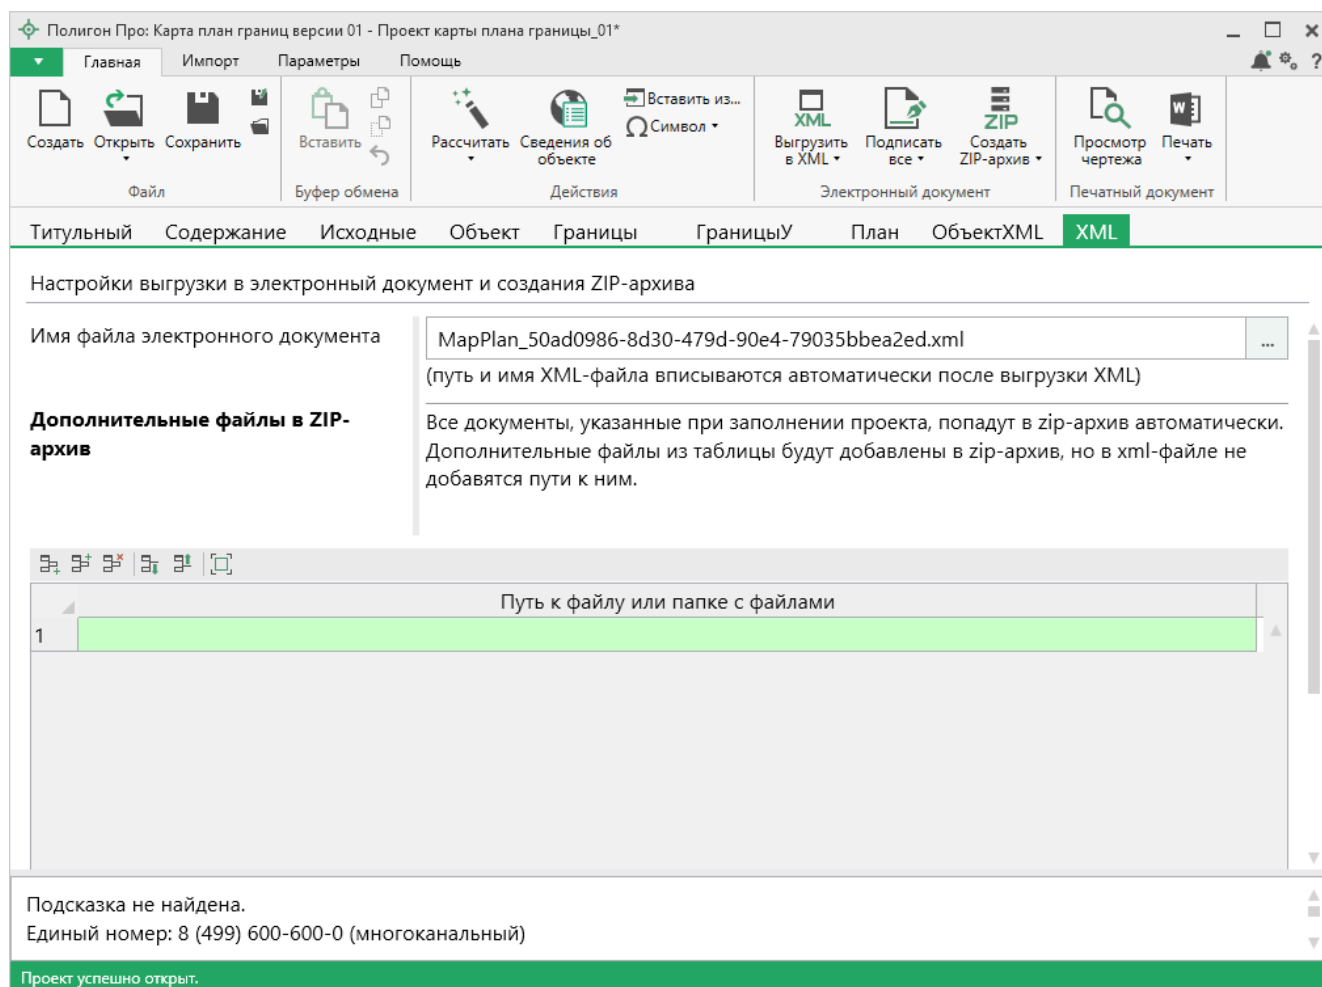 Полигон Про: Карта план границ версии 01 - Проект карты плана границы_01*
Главная Импорт Параметры Помощь
Создать Открыть Сохранить
Файл
Вставить
Буфер обмена
Рассчитать Сведения об объекте
Вставить из...
Символ
Действия
XML
Выгрузить в XML
Подписать все
ZIP
Создать ZIP-архив
Электронный документ
Просмотр чертежа
W
Печать
Печатный документ
?
Титульный Содержание Исходные Объект Границы ГраницыУ План ОбъектXML XML
Настройки выгрузки в электронный документ и создания ZIP-архива
Имя файла электронного документа
MapPlan_50ad0986-8d30-479d-90e4-79035bbea2ed.xml ...
(путь и имя XML-файла вписываются автоматически после выгрузки XML)
Дополнительные файлы в ZIP-
архив
Все документы, указанные при заполнении проекта, попадут в zip-архив автоматически.
Дополнительные файлы из таблицы будут добавлены в zip-архив, но в xml-файле не
добавятся пути к ним.
Путь к файлу или папке с файлами
1
Подсказка не найдена.
Единый номер: 8 (499) 600-600-0 (многоканальный)
Проект успешно открыт.